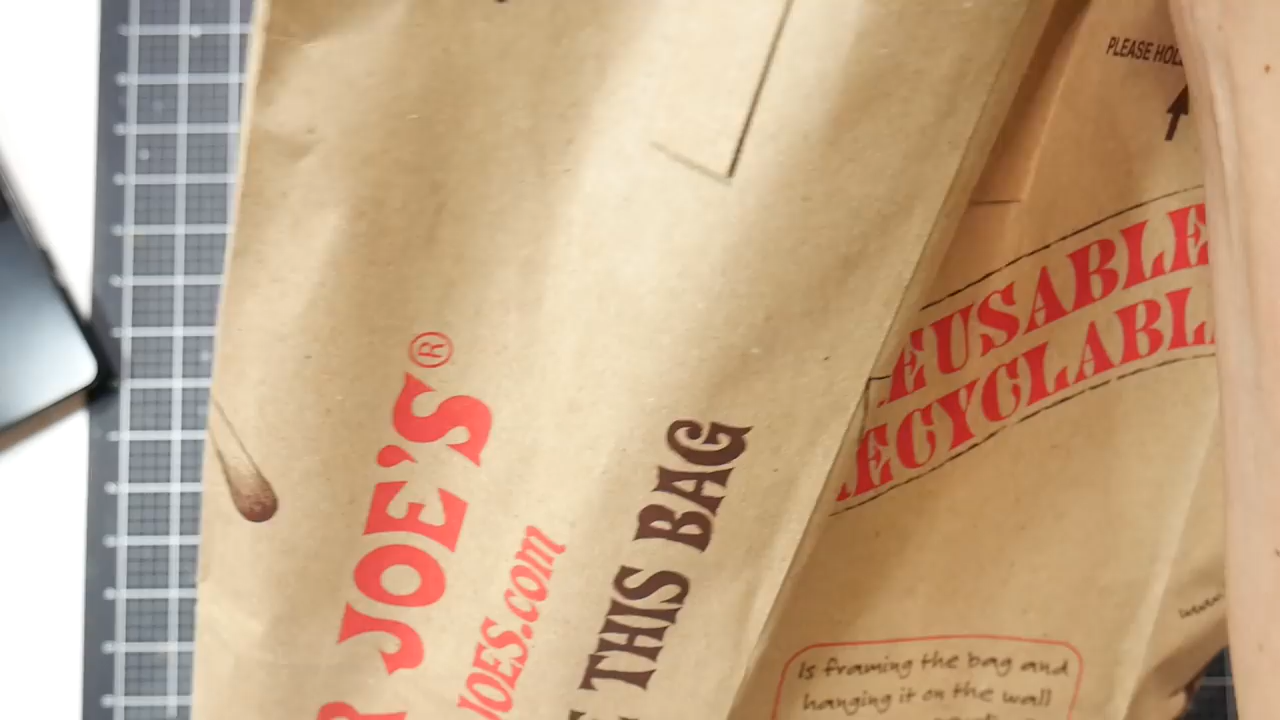 R JOE'S®
JOES.com
THIS BAG
PLEASE HOL
EUSABLE
ECYCLABL
Is framing the bag and
hanging it on the wall